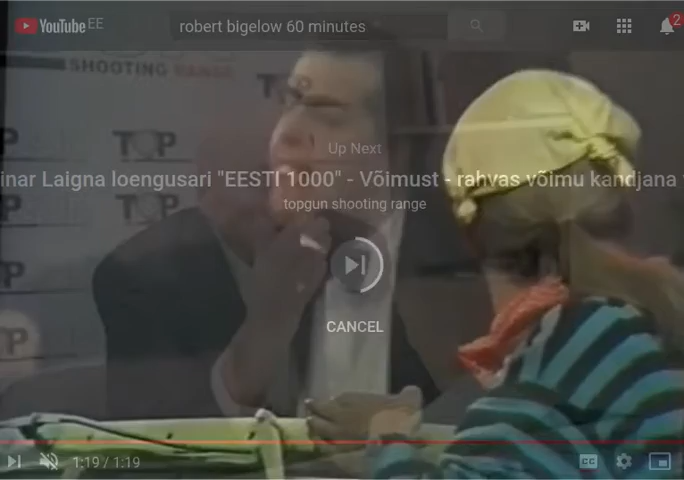 YouTube EE
robert bigelow 60 minutes
2
SHOOTING RANGE
Up Next
inar Laigna loengusari "EESTI 1000" - Võimust - rahvas võimu kandjana
topgun shooting range
CANCEL
1:19 / 1:19
CC